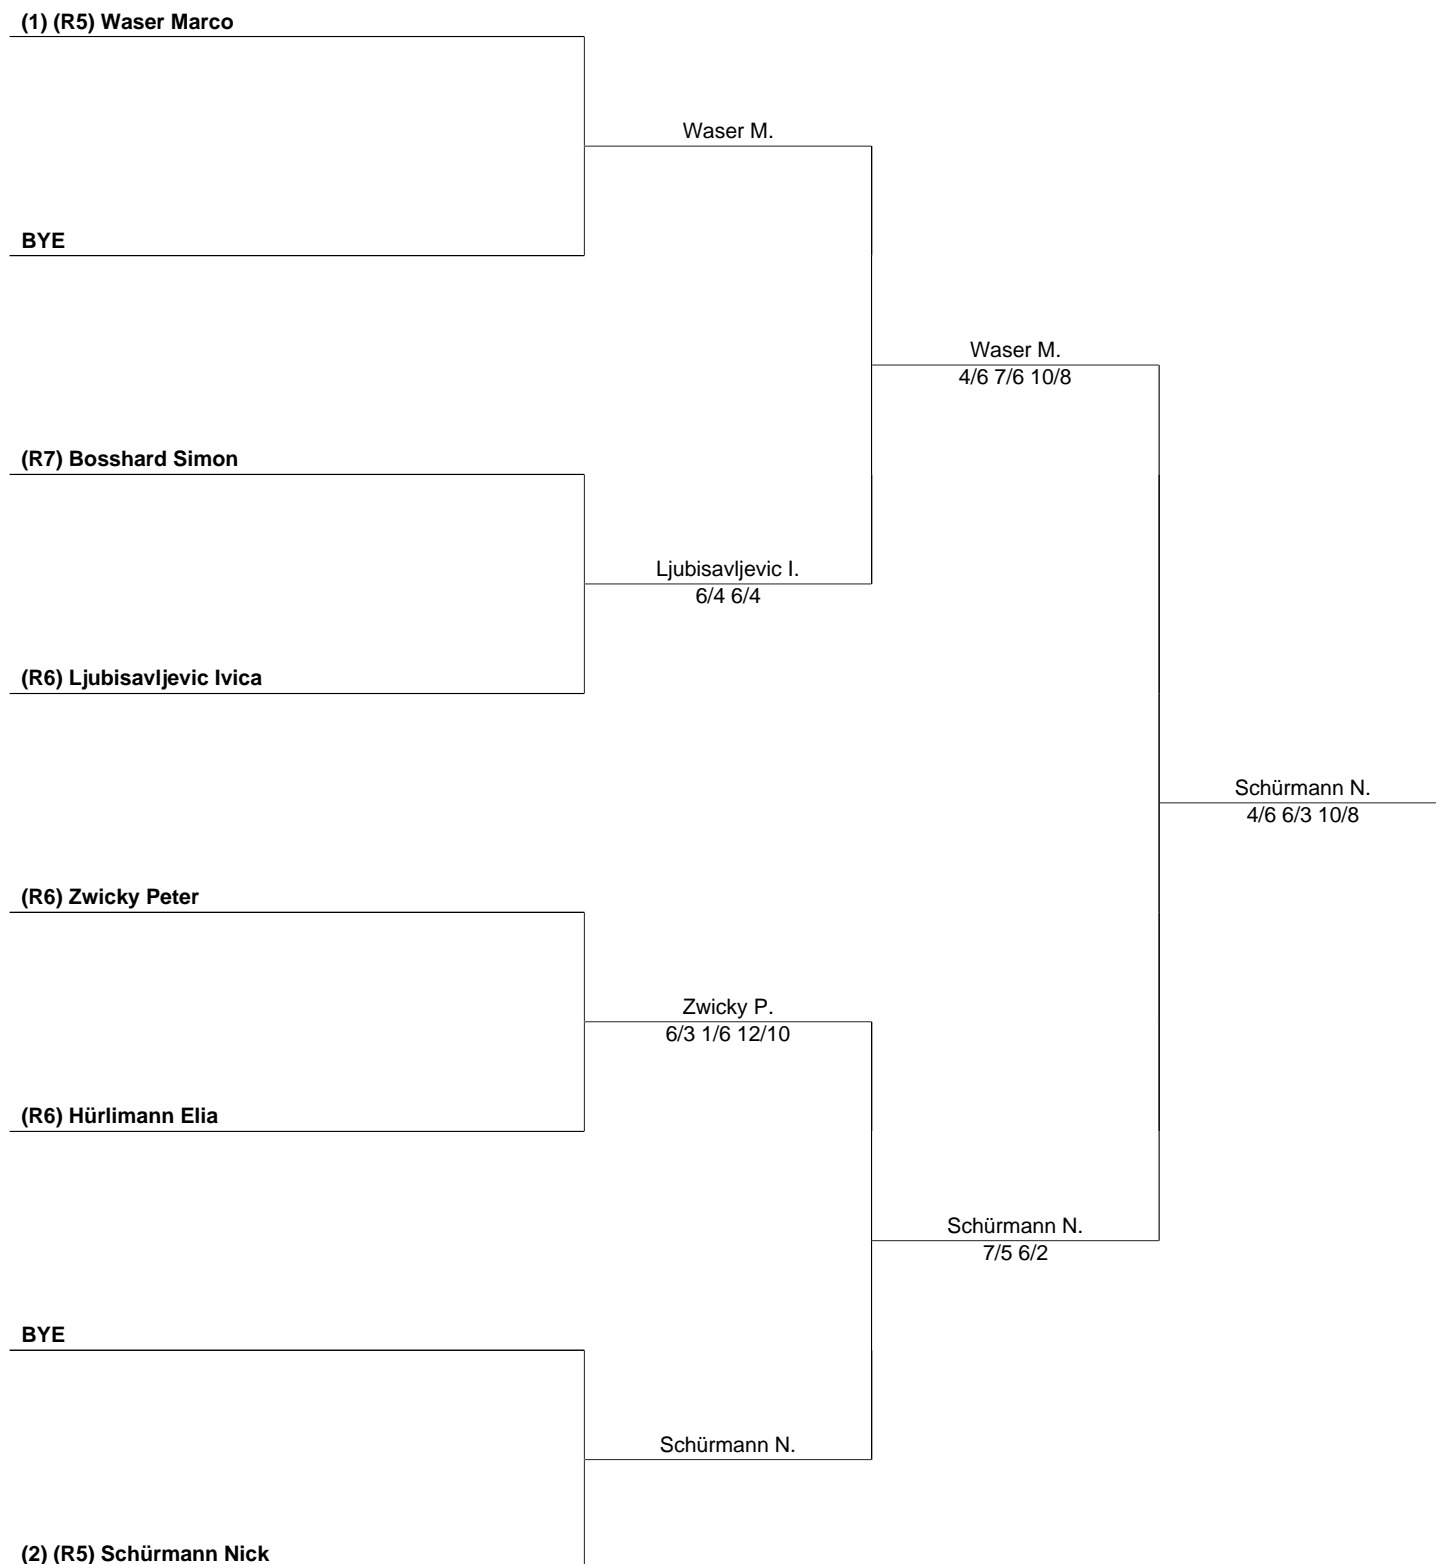 (1) (R5) Waser Marco
Waser M.
BYE
Waser M.
4/6 7/6 10/8
(R7) Bosshard Simon
Ljubisavljevic I.
6/4 6/4
(R6) Ljubisavljevic Ivica
Schürmann N.
4/6 6/3 10/8
(R6) Zwicky Peter
Zwicky P.
6/3 1/6 12/10
(R6) Hürlimann Elia
Schürmann N.
7/5 6/2
BYE
Schürmann N.
(2) (R5) Schürmann Nick